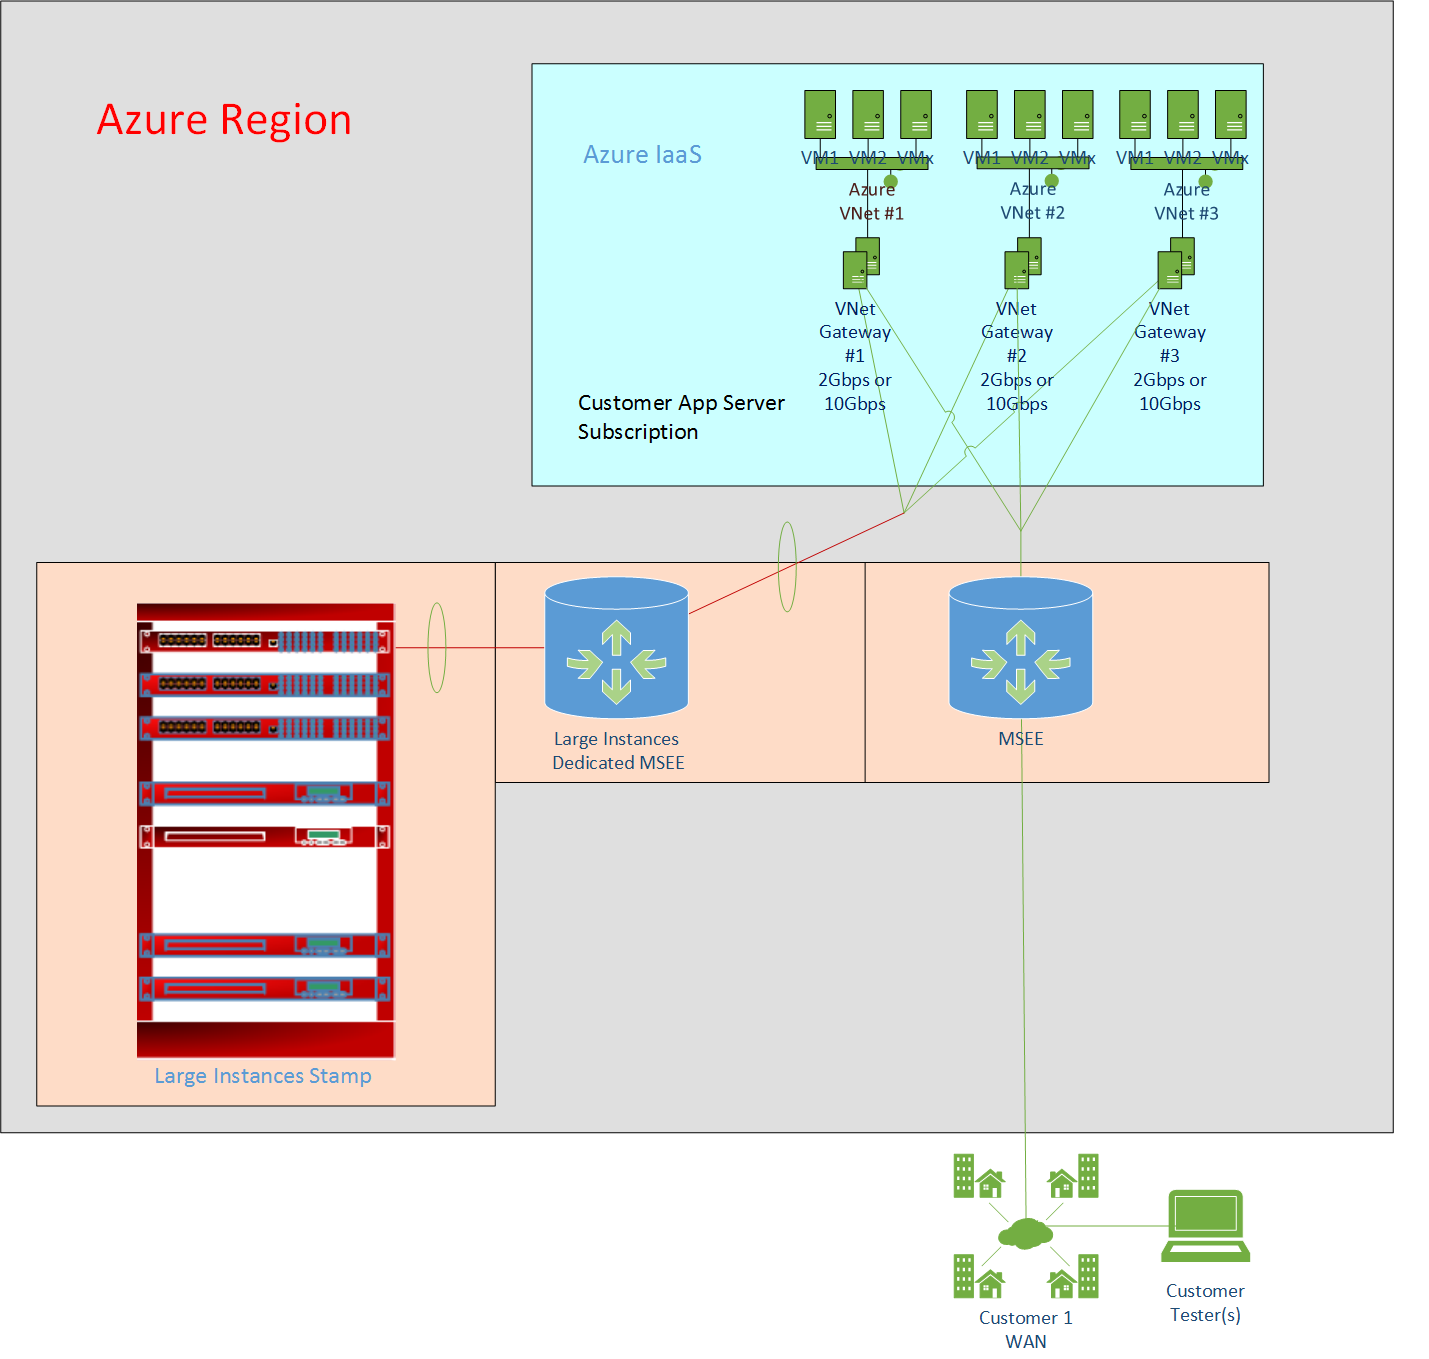 Azure Region
Azure IaaS
VM1 VM2 VMx
VM1 VM2 VMx
VM1 VM2 VMx
Azure
VNet #1
Azure
VNet #2
Azure
VNet #3
VNet
Gateway
#1
2Gbps or
10Gbps
VNet
Gateway
#2
2Gbps or
10Gbps
VNet
Gateway
#3
2Gbps or
10Gbps
Customer App Server
Subscription
Large Instances
Dedicated MSEE
MSEE
Large Instances Stamp
Customer 1
WAN
Customer
Tester(s)